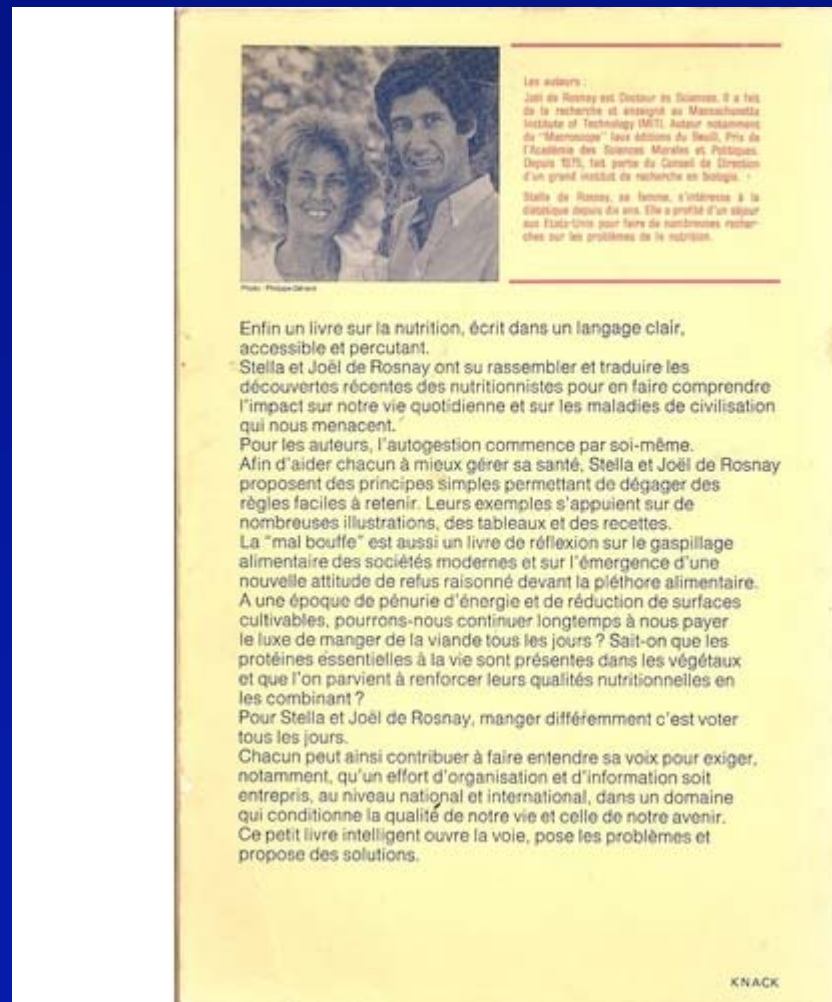 Les auteurs :
Joël de Rosnay est Docteur ès Sciences. Il a fait
de la recherche et enseigné au Massachusetts
Institute of Technology (MIT). Auteur notamment
du "Macroscope" (aux éditions du Seuil), Prix de
l'Académie des Sciences Morales et Politiques.
Depuis 1975, fait partie du Conseil de Direction
d'un grand institut de recherche en biologie.
Stella de Rosnay, sa femme, s'intéresse à la
diététique depuis dix ans. Elle a profité d'un séjour
aux Etats-Unis pour faire de nombreuses recher-
ches sur les problèmes de la nutrition.
Photo : Philippe Gérard
Enfin un livre sur la nutrition, écrit dans un langage clair,
accessible et percutant.
Stella et Joël de Rosnay ont su rassembler et traduire les
découvertes récentes des nutritionnistes pour en faire comprendre
l'impact sur notre vie quotidienne et sur les maladies de civilisation
qui nous menacent.
Pour les auteurs, l'autogestion commence par soi-même.
Afin d'aider chacun à mieux gérer sa santé, Stella et Joël de Rosnay
proposent des principes simples permettant de dégager des
règles faciles à retenir. Leurs exemples s'appuient sur de
nombreuses illustrations, des tableaux et des recettes.
La "mal bouffe" est aussi un livre de réflexion sur le gaspillage
alimentaire des sociétés modernes et sur l'émergence d'une
nouvelle attitude de refus raisonné devant la pléthore alimentaire.
A une époque de pénurie d'énergie et de réduction de surfaces
cultivables, pourrons-nous continuer longtemps à nous payer
le luxe de manger de la viande tous les jours ? Sait-on que les
protéines essentielles à la vie sont présentes dans les végétaux
et que l'on parvient à renforcer leurs qualités nutritionnelles en
les combinant ?
Pour Stella et Joël de Rosnay, manger différemment c'est voter
tous les jours.
Chacun peut ainsi contribuer à faire entendre sa voix pour exiger,
notamment, qu'un effort d'organisation et d'information soit
entrepris, au niveau national et international, dans un domaine
qui conditionne la qualité de notre vie et celle de notre avenir.
Ce petit livre intelligent ouvre la voie, pose les problèmes et
propose des solutions.
KNACK